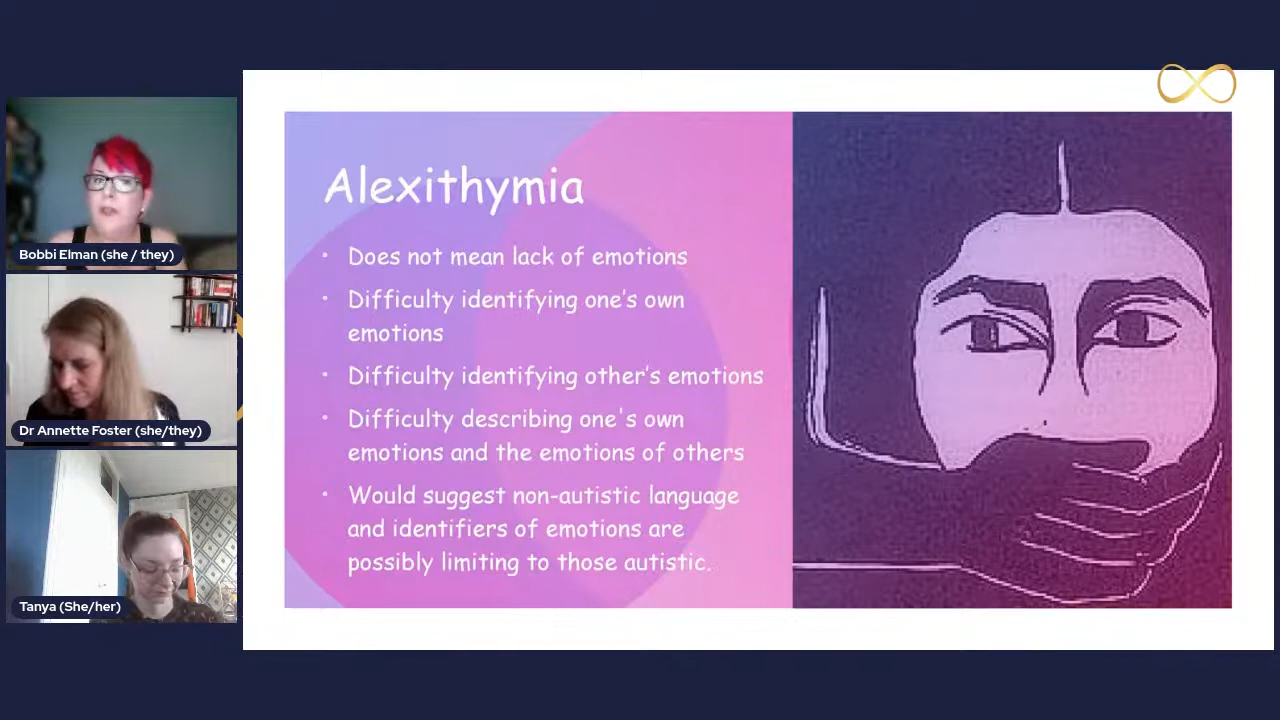 Bobbi Elman (she / they)
Dr Annette Foster (she/they)
Tanya (She/her)
Alexithymia
• Does not mean lack of emotions
• Difficulty identifying one's own
emotions
• Difficulty identifying other's emotions
• Difficulty describing one's own
emotions and the emotions of others
• Would suggest non-autistic language
and identifiers of emotions are
possibly limiting to those autistic.